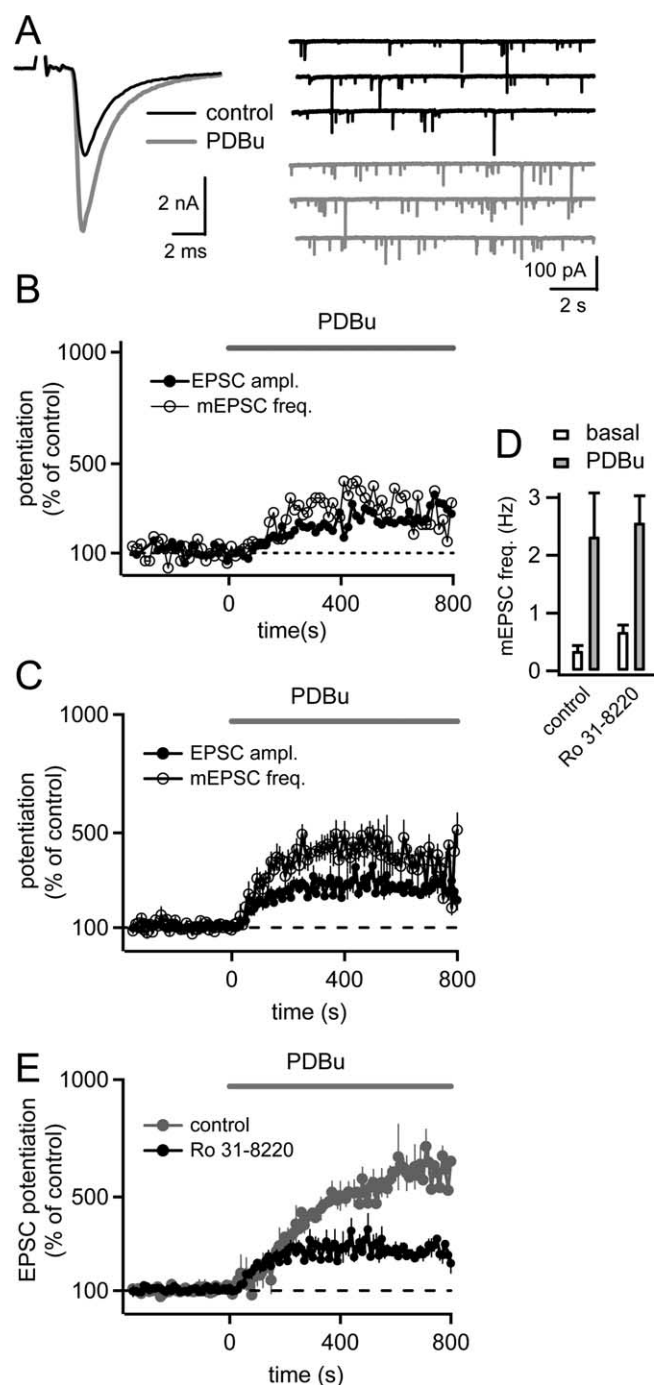 A
control
PDBu
2 nA
2 ms
100 pA
2 s
B
PDBu
1000
500
100
potentiation
(% of control)
EPSC ampl.
mEPSC freq.
0
400
800
time(s)
D
basal
PDBu
3
2
1
0
mEPSC freq. (Hz)
control
Ro 31-8220
C
PDBu
1000
500
100
potentiation
(% of control)
EPSC ampl.
mEPSC freq.
0
400
800
time (s)
E
PDBu
1000
500
100
EPSC potentiation
(% of control)
control
Ro 31-8220
0
400
800
time (s)